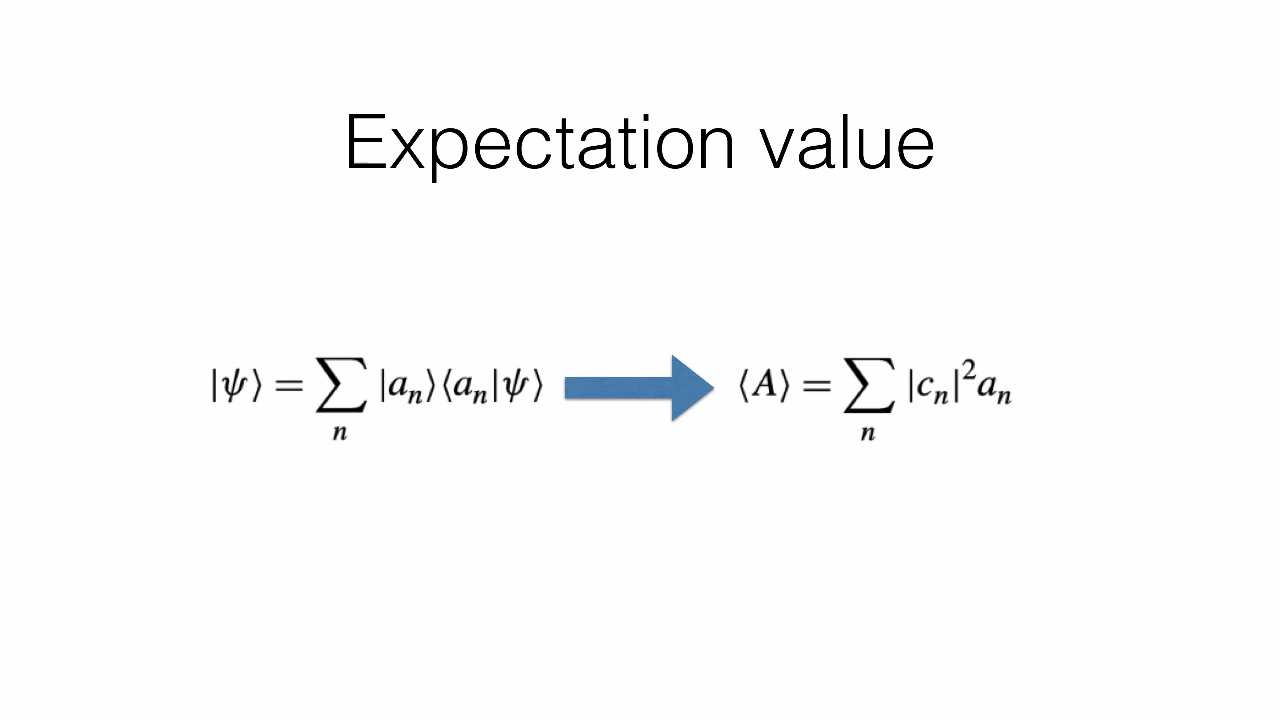 Expectation value
|ψ⟩ = ∑ₙ |aₙ⟩⟨aₙ|ψ⟩ ⟨A⟩ = ∑ₙ |cₙ|²aₙ